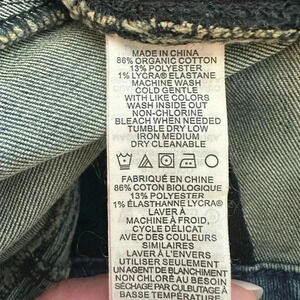 MADE IN CHINA
86% ORGANIC COTTON
13% POLYESTER
1% LYCRA® ELASTANE
MACHINE WASH
COLD GENTLE
WITH LIKE COLORS
WASH INSIDE OUT
NON-CHLORINE
BLEACH WHEN NEEDED
TUMBLE DRY LOW
IRON MEDIUM
DRY CLEANABLE
FABRIQUÉ EN CHINE
86% COTON BIOLOGIQUE
13% POLYESTER
1% ÉLASTHANNE LYCRA®
LAVER À
MACHINE À FROID,
CYCLE DÉLICAT
AVEC DES COULEURS
SIMILAIRES
LAVER À L'ENVERS
UTILISER SEULEMENT
UN AGENT DE BLANCHIMENT
NON CHLORÉ AU BESOIN
SÉCHAGE PAR CULBUTAGE À
BASSE TEMPÉRATURE